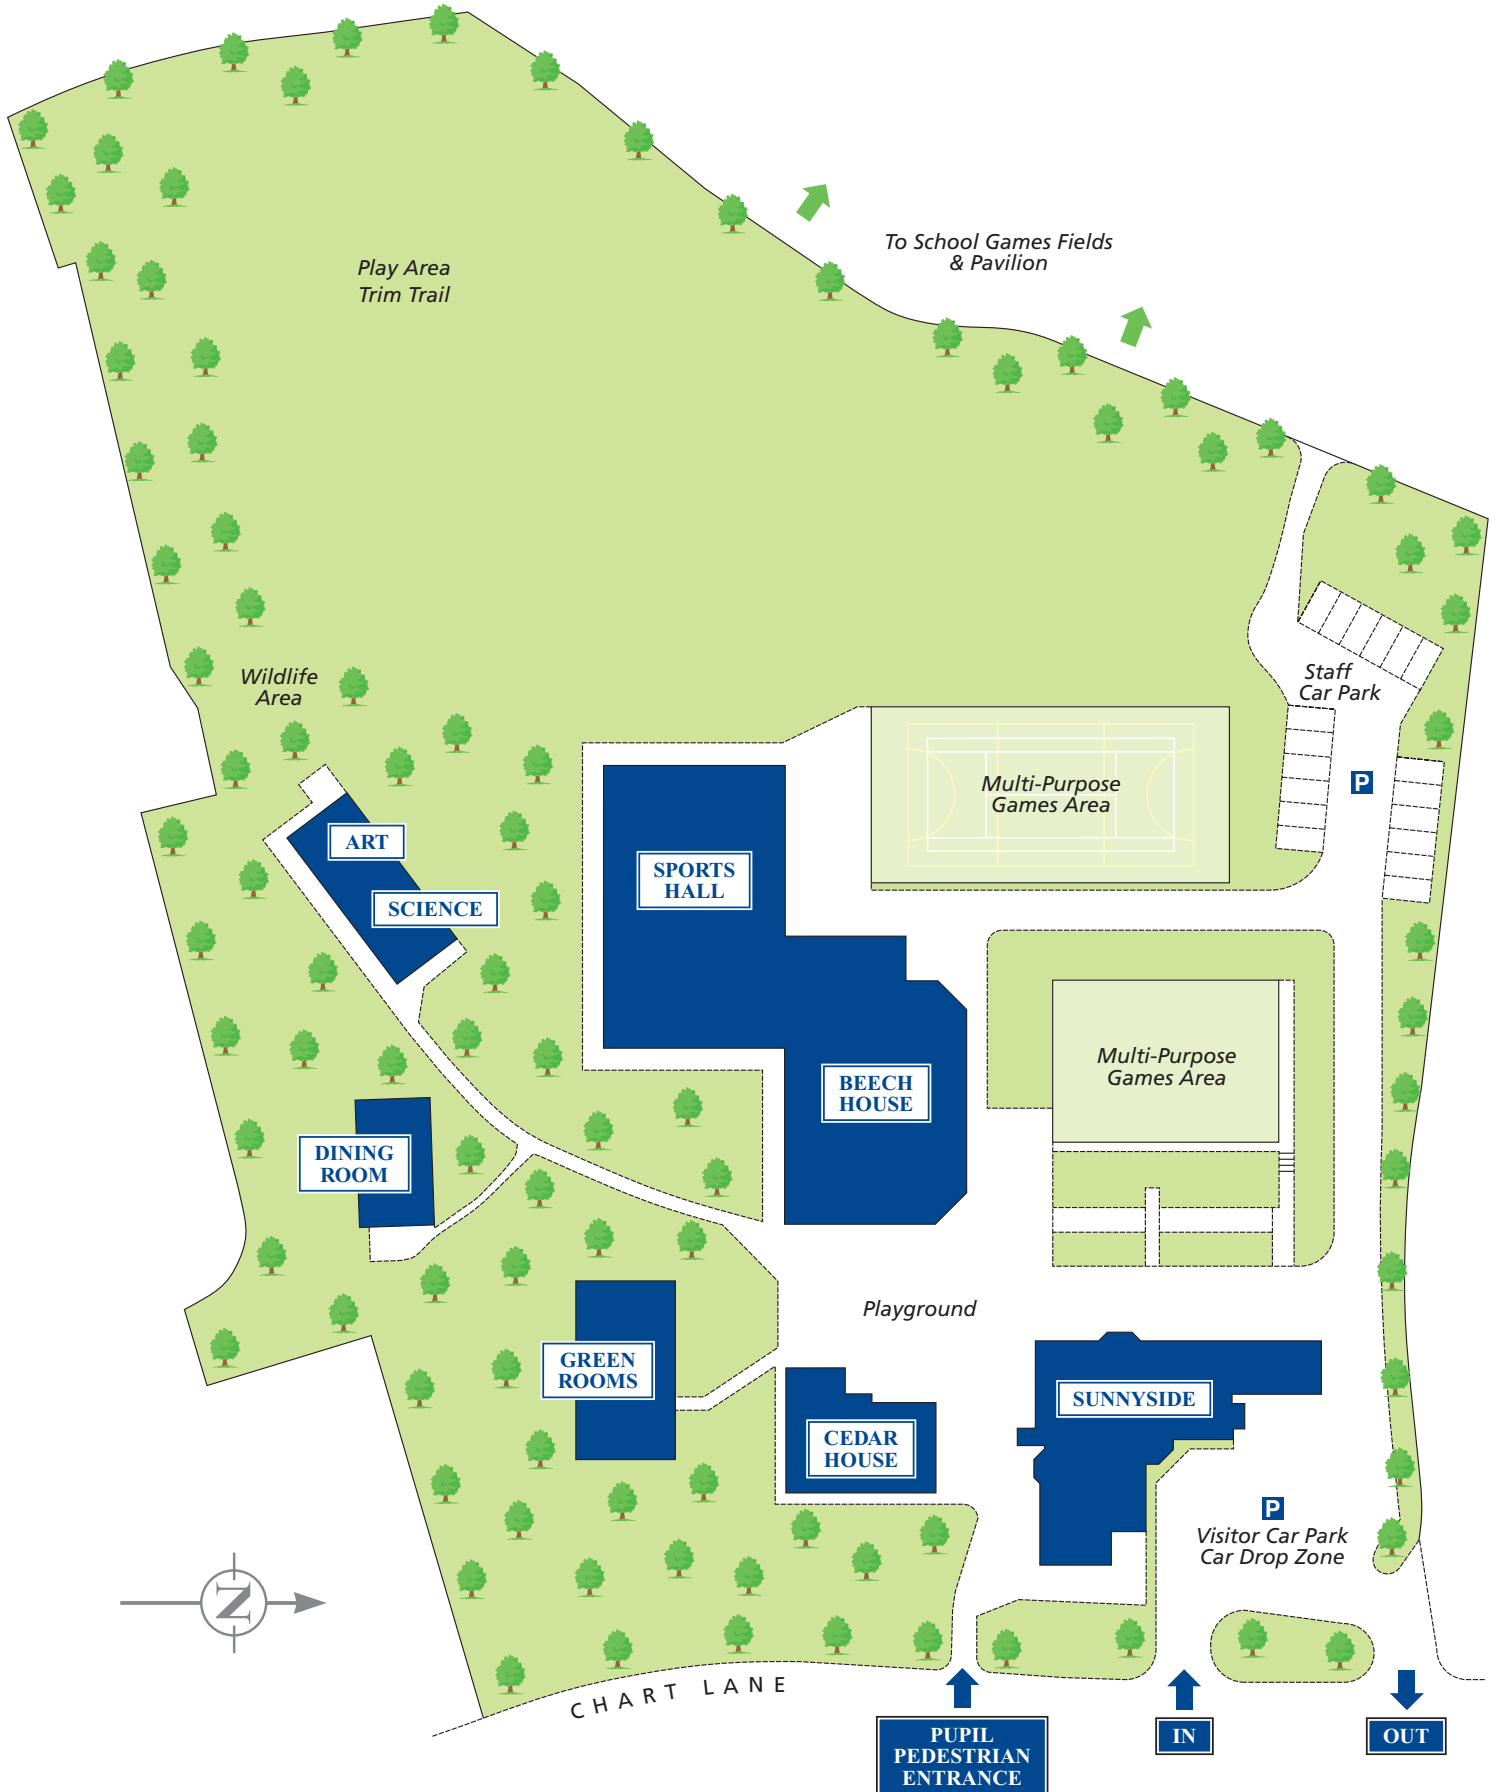 To School Games Fields
& Pavilion
Play Area
Trim Trail
Wildlife
Area
Staff
Car Park
P
Multi-Purpose
Games Area
ART
SCIENCE
SPORTS
HALL
Multi-Purpose
Games Area
BEECH
HOUSE
DINING
ROOM
Playground
GREEN
ROOMS
SUNNYSIDE
CEDAR
HOUSE
P
Visitor Car Park
Car Drop Zone
N
CHART LANE
PUPIL
PEDESTRIAN
ENTRANCE
IN
OUT